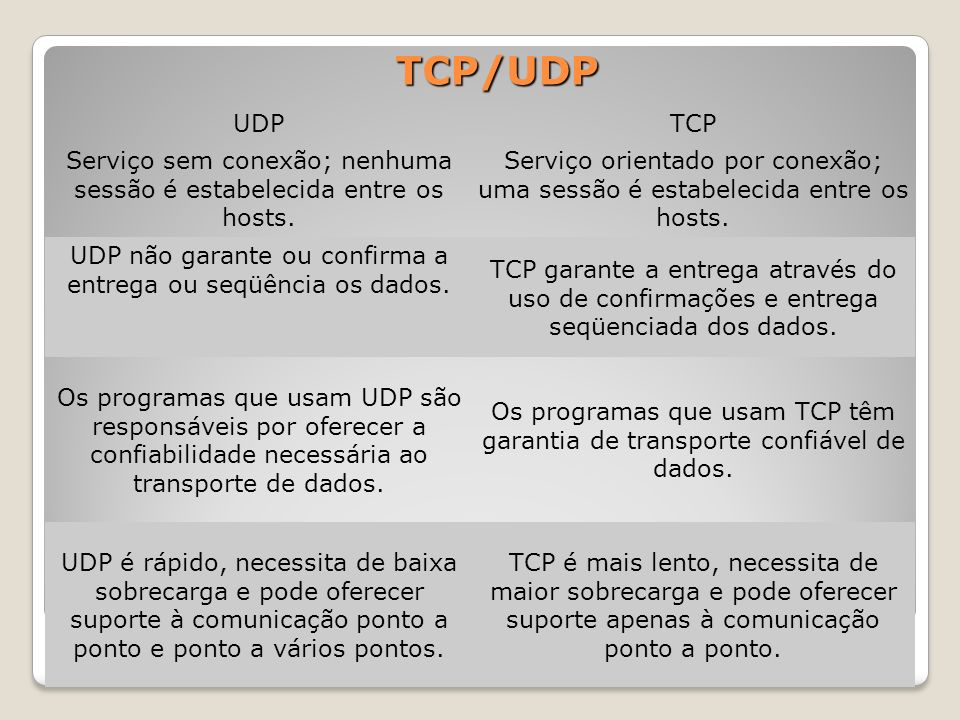 TCP/UDP
UDP
TCP
Serviço sem conexão; nenhuma
sessão é estabelecida entre os
hosts.
Serviço orientado por conexão;
uma sessão é estabelecida entre os
hosts.
UDP não garante ou confirma a
entrega ou seqüência os dados.
TCP garante a entrega através do
uso de confirmações e entrega
seqüenciada dos dados.
Os programas que usam UDP são
responsáveis por oferecer a
confiabilidade necessária ao
transporte de dados.
Os programas que usam TCP têm
garantia de transporte confiável de
dados.
UDP é rápido, necessita de baixa
sobrecarga e pode oferecer
suporte à comunicação ponto a
ponto e ponto a vários pontos.
TCP é mais lento, necessita de
maior sobrecarga e pode oferecer
suporte apenas à comunicação
ponto a ponto.